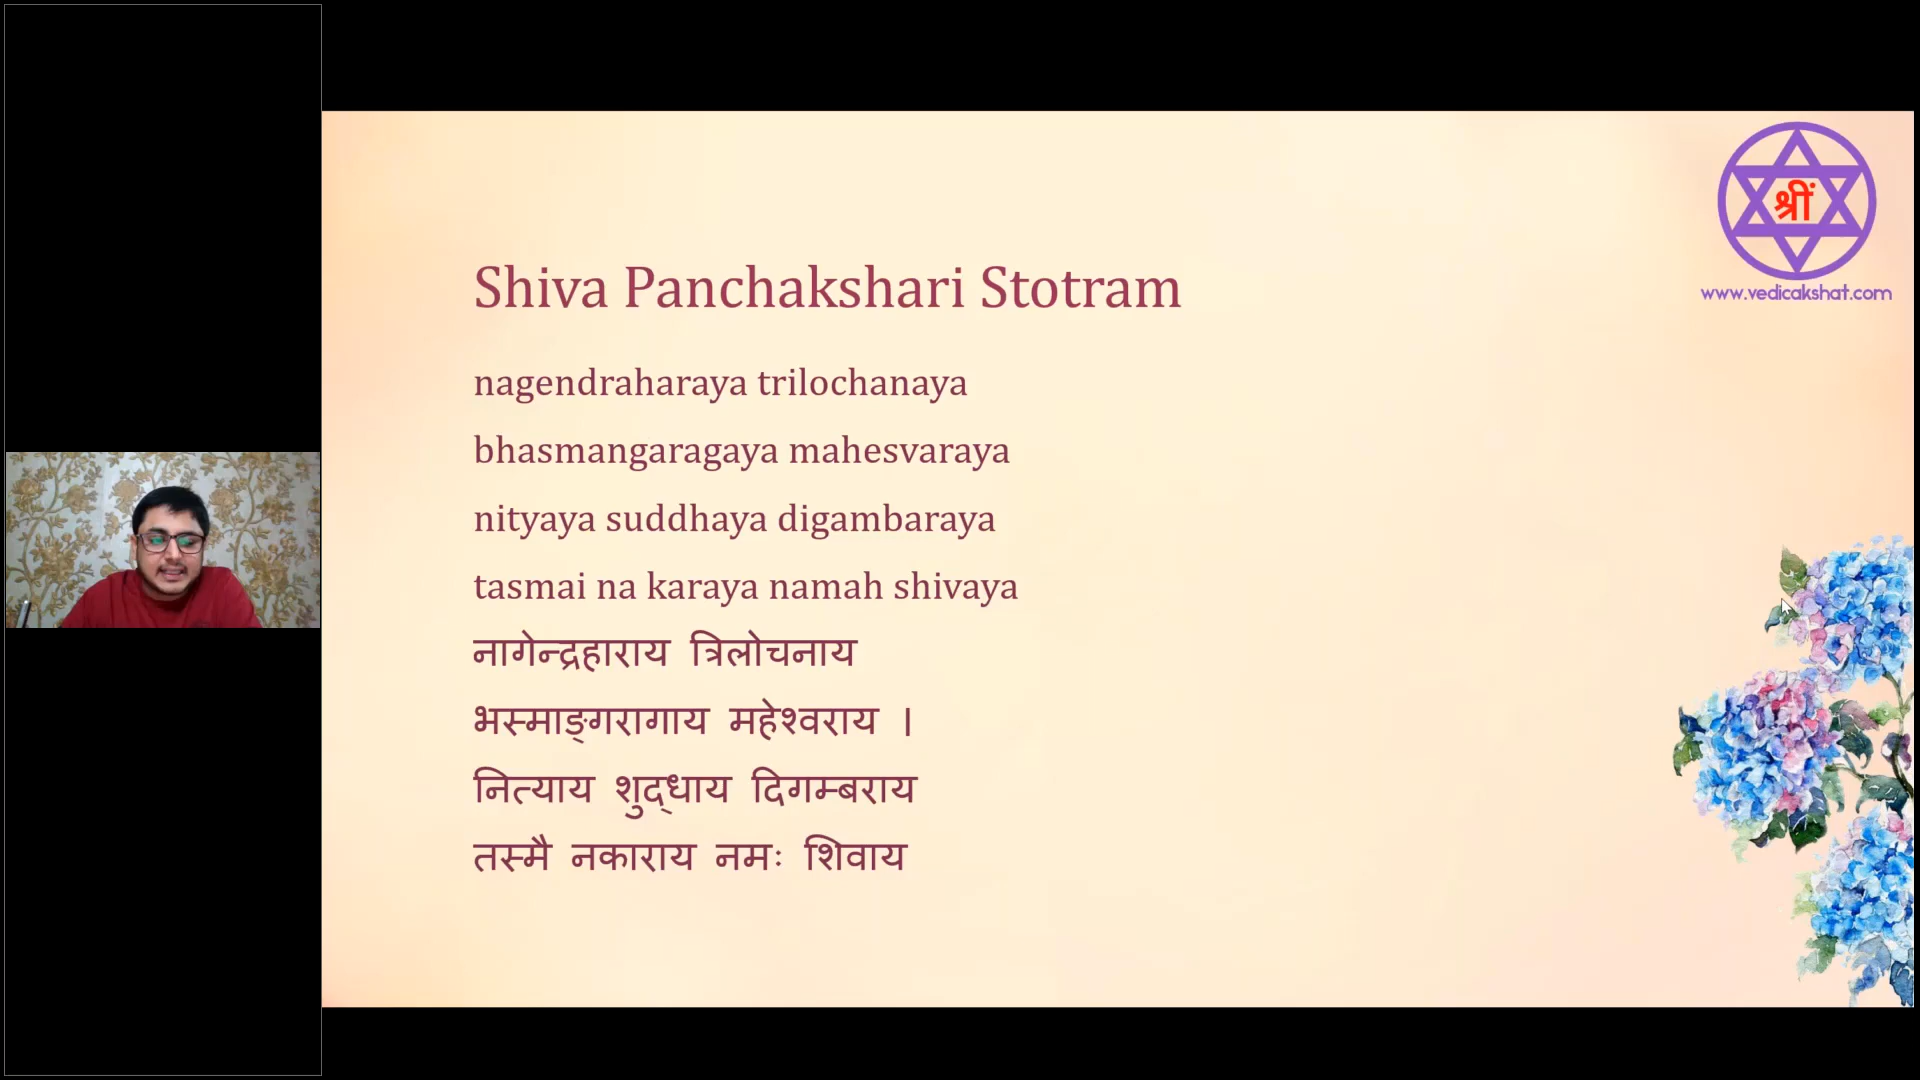 श्रीं
www.vedicakshat.com
Shiva Panchakshari Stotram
nagendraharaya trilochanaya
bhasmangaragaya mahesvaraya
nityaya suddhaya digambaraya
tasmai na karaya namah shivaya
नागेन्द्रहाराय त्रिलोचनाय
भस्माङ्गरागाय महेश्वराय ।
नित्याय शुद्धाय दिगम्बराय
तस्मै नकाराय नमः शिवाय